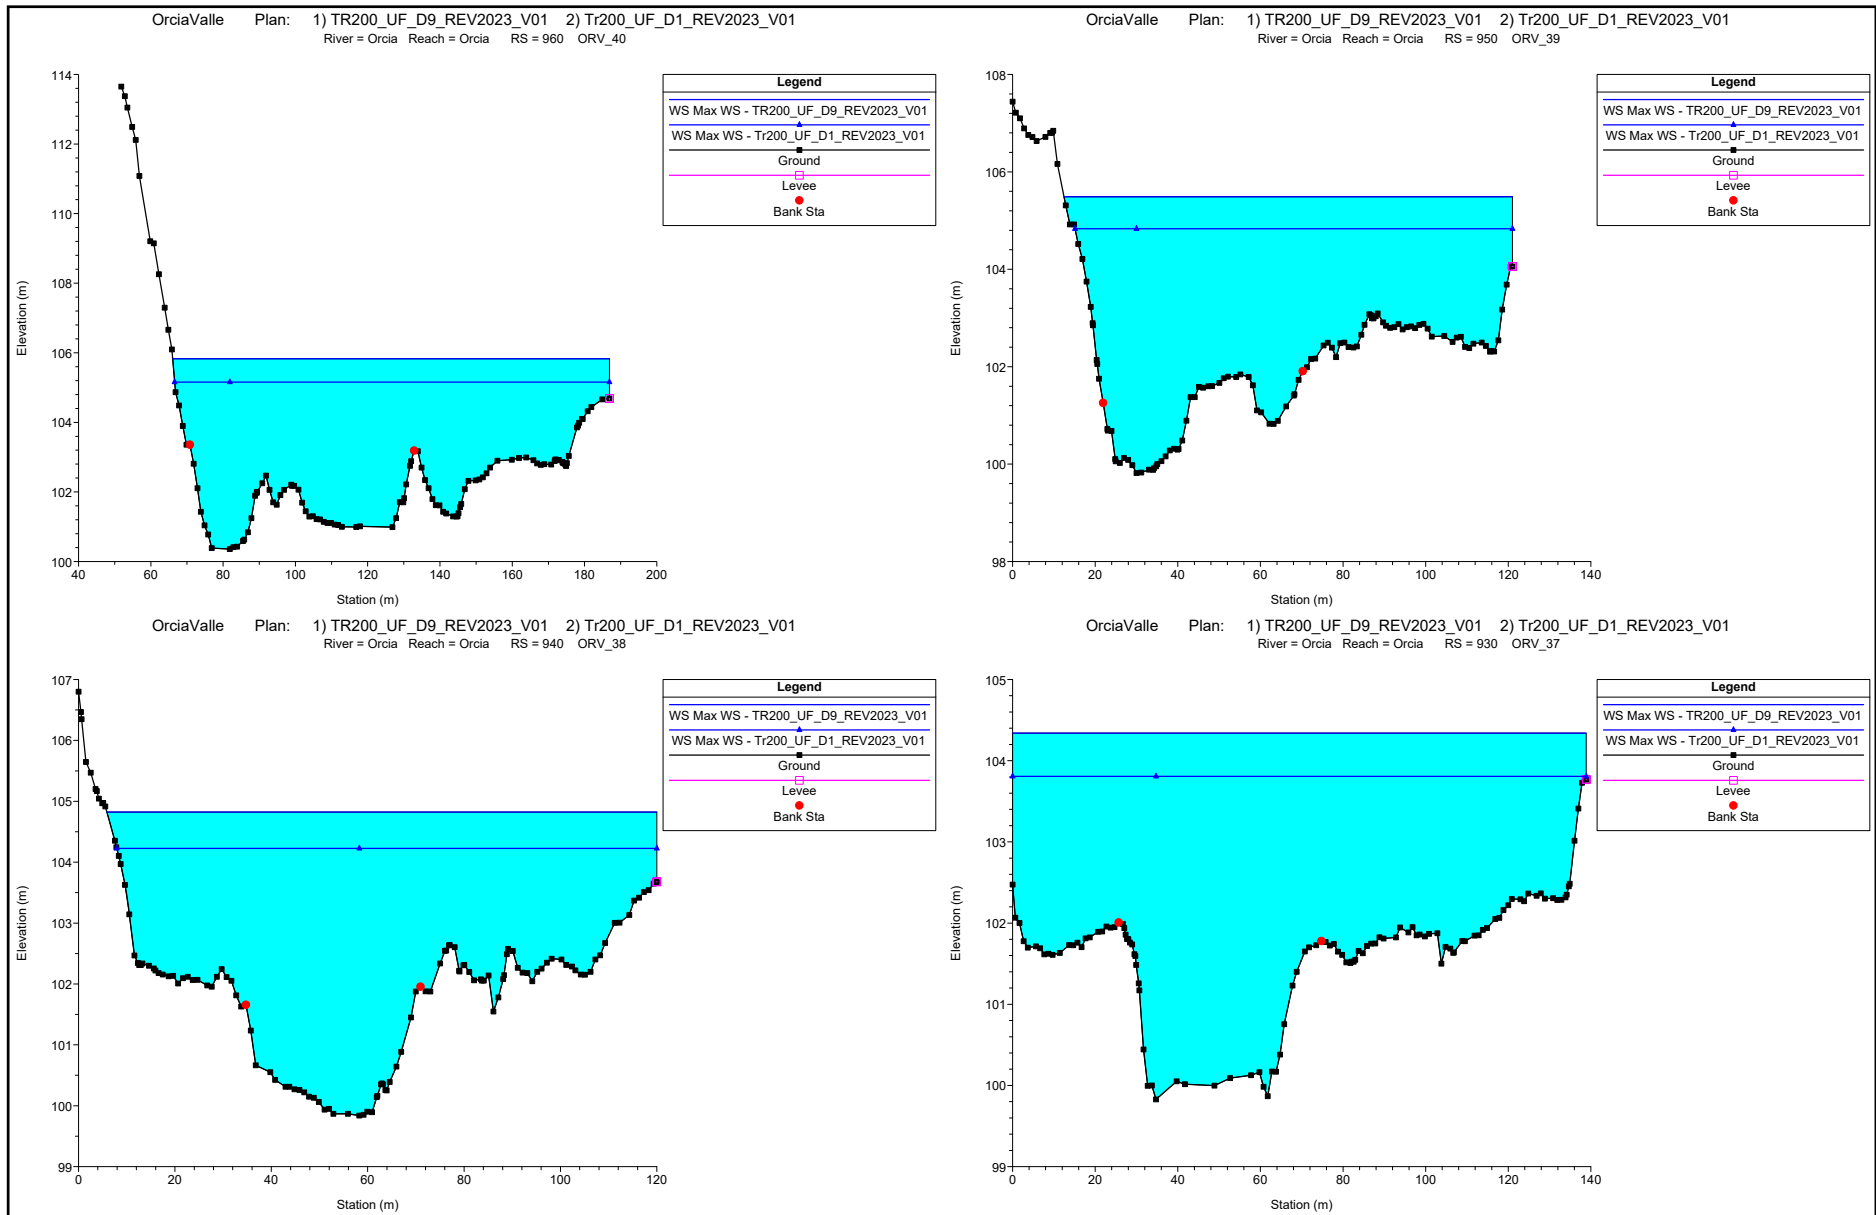 OrciaValle Plan: 1) TR200_UF_D9_REV2023_V01 2) Tr200_UF_D1_REV2023_V01
River = Orcia Reach = Orcia RS = 960 ORV_40
Legend
WS Max WS - TR200_UF_D9_REV2023_V01
WS Max WS - Tr200_UF_D1_REV2023_V01
Ground
Levee
Bank Sta
Elevation (m)
114
112
110
108
106
104
102
100
40 60 80 100 120 140 160 180 200
Station (m)
OrciaValle Plan: 1) TR200_UF_D9_REV2023_V01 2) Tr200_UF_D1_REV2023_V01
River = Orcia Reach = Orcia RS = 950 ORV_39
Legend
WS Max WS - TR200_UF_D9_REV2023_V01
WS Max WS - Tr200_UF_D1_REV2023_V01
Ground
Levee
Bank Sta
Elevation (m)
108
106
104
102
100
98
0 20 40 60 80 100 120 140
Station (m)
OrciaValle Plan: 1) TR200_UF_D9_REV2023_V01 2) Tr200_UF_D1_REV2023_V01
River = Orcia Reach = Orcia RS = 940 ORV_38
Legend
WS Max WS - TR200_UF_D9_REV2023_V01
WS Max WS - Tr200_UF_D1_REV2023_V01
Ground
Levee
Bank Sta
Elevation (m)
107
106
105
104
103
102
101
100
99
0 20 40 60 80 100 120
Station (m)
OrciaValle Plan: 1) TR200_UF_D9_REV2023_V01 2) Tr200_UF_D1_REV2023_V01
River = Orcia Reach = Orcia RS = 930 ORV_37
Legend
WS Max WS - TR200_UF_D9_REV2023_V01
WS Max WS - Tr200_UF_D1_REV2023_V01
Ground
Levee
Bank Sta
Elevation (m)
105
104
103
102
101
100
99
0 20 40 60 80 100 120 140
Station (m)